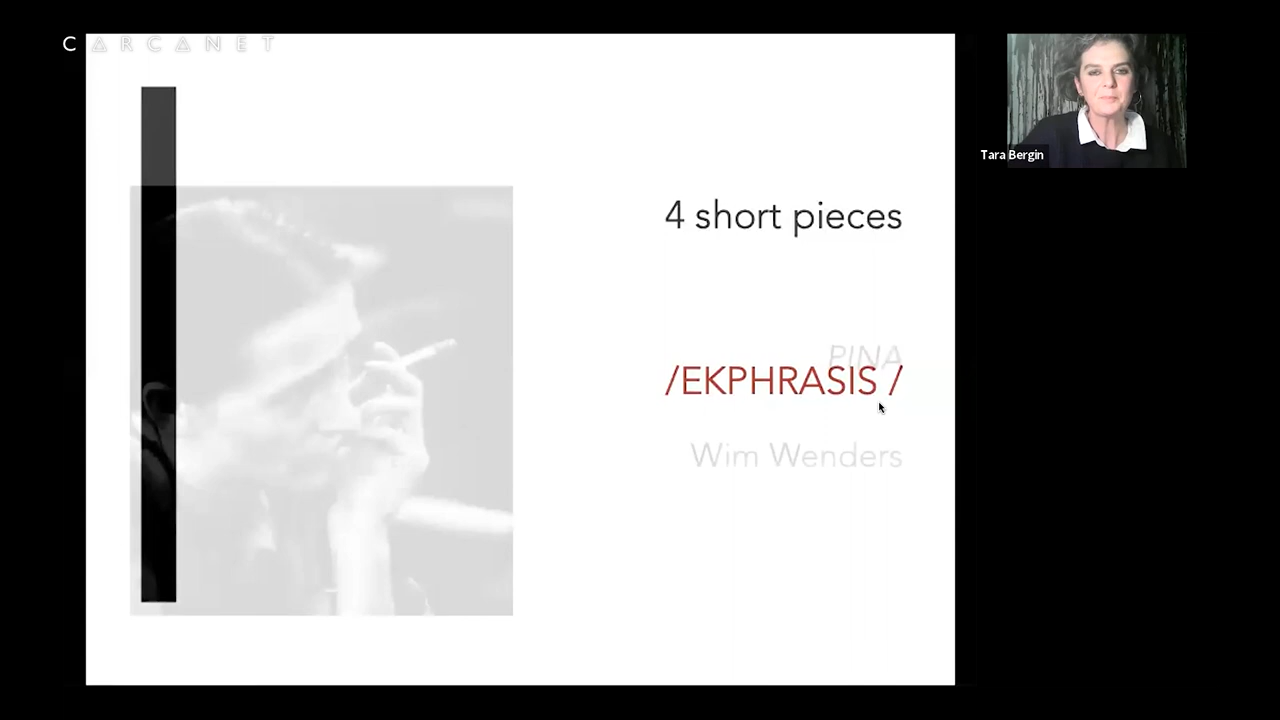 CARCANET
4 short pieces
PINA
/EKPHRASIS /
Wim Wenders
Tara Bergin